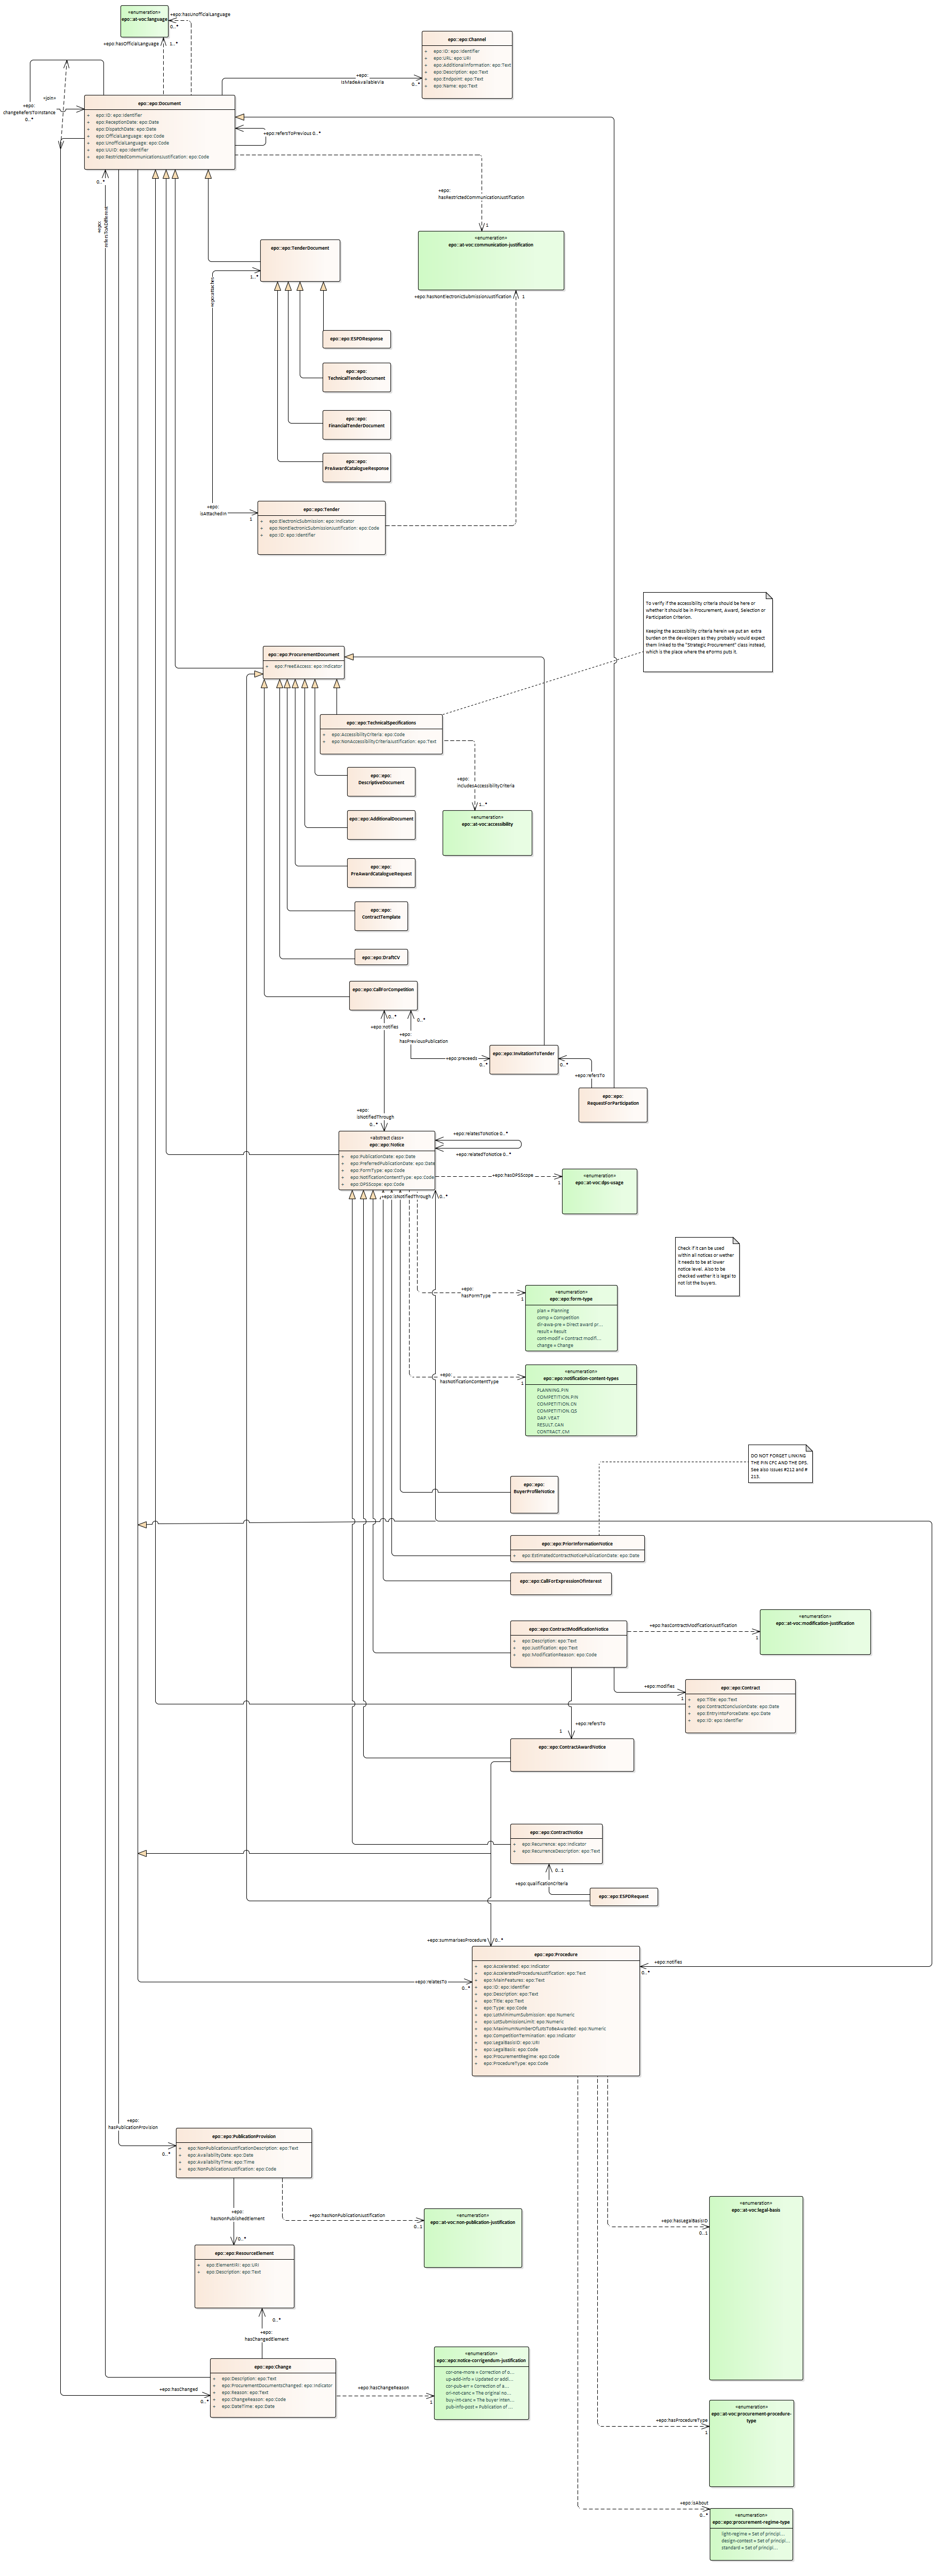 «enumeration»
epo::at-voc:language
+epo:hasUnofficialLanguage
0..*
+epo:hasOfficialLanguage
1..*
epo::epo:Channel
+ epo:ID: epo:Identifier
+ epo:URL: epo:URI
+ epo:AdditionalInformation: epo:Text
+ epo:Description: epo:Text
+ epo:Endpoint: epo:Text
+ epo:Name: epo:Text
+epo:
isMadeAvailableVia
0..*
«join»
+epo:
changeRefersToInstance
0..*
epo::epo:Document
+ epo:ID: epo:Identifier
+ epo:ReceptionDate: epo:Date
+ epo:DispatchDate: epo:Date
+ epo:OfficialLanguage: epo:Code
+ epo:UnofficialLanguage: epo:Code
+ epo:UUID: epo:Identifier
+ epo:RestrictedCommunicationsJustification: epo:Code
+epo:refersToPrevious 0..*
0..*
+epo:
hasRestrictedCommunicationJustification
1
«enumeration»
epo::at-voc:communication-justification
+epo:hasNonElectronicSubmissionJustification
1
epo::epo:TenderDocument
1..*
epo::epo:ESPDResponse
epo::epo:
TechnicalTenderDocument
epo::epo:
FinancialTenderDocument
epo::epo:
PreAwardCatalogueResponse
+epo:
isAttachedIn
1
epo::epo:Tender
+ epo:ElectronicSubmission: epo:Indicator
+ epo:NonElectronicSubmissionJustification: epo:Code
+ epo:ID: epo:Identifier
To verify if the accessibility criteria should be here or
whether it should be in Procurement, Award, Selection or
Participation Criterion.
Keeping the accessibility criteria herein we put an extra
burden on the developers as they probably would expect
them linked to the "Strategic Procurement" class instead,
which is the place where the eForms puts it.
epo::epo:ProcurementDocument
+ epo:FreeEAccess: epo:Indicator
epo::epo:TechnicalSpecifications
+ epo:AccessibilityCriteria: epo:Code
+ epo:NonAccessibilityCriteriaJustification: epo:Text
epo::epo:
DescriptiveDocument
+epo:
includesAccessibilityCriteria
1..*
«enumeration»
epo::at-voc:accessibility
epo::epo:AdditionalDocument
epo::epo:
PreAwardCatalogueRequest
epo::epo:
ContractTemplate
epo::epo:DraftCV
epo::epo:CallForCompetition
0..*
0..*
+epo:notifies
+epo:
hasPreviousPublication
+epo:preceeds
0..*
epo::epo:InvitationToTender
0..*
+epo:refersTo
epo::epo:
RequestForParticipation
+epo:
isNotifiedThrough
0..*
«abstract class»
epo::epo:Notice
+ epo:PublicationDate: epo:Date
+ epo:PreferredPublicationDate: epo:Date
+ epo:FormType: epo:Code
+ epo:NotificationContentType: epo:Code
+ epo:DPSScope: epo:Code
+epo:relatesToNotice 0..*
+epo:relatedToNotice 0..*
+epo:hasDPSScope
1
«enumeration»
epo::at-voc:dps-usage
+epo:isNotifiedThrough
0..*
Check if it can be used
within all notices or wether
it needs to be at lower
notice level. Also to be
checked wether it is legal to
not list the buyers.
+epo:
hasFormType
1
«enumeration»
epo::epo:form-type
plan = Planning
comp = Competition
dir-awa-pre = Direct award pr...
result = Result
cont-modif = Contract modifi...
change = Change
+epo:
hasNotificationContentType
1
«enumeration»
epo::epo:notification-content-types
PLANNING.PIN
COMPETITION.PIN
COMPETITION.CN
COMPETITION.QS
DAP.VEAT
RESULT.CAN
CONTRACT.CM
DO NOT FORGET LINKING
THE PIN CFC AND THE DPS.
See also issues #212 and #
213.
epo::epo:
BuyerProfileNotice
epo::epo:PriorInformationNotice
+ epo:EstimatedContractNoticePublicationDate: epo:Date
epo::epo:CallForExpressionOfInterest
epo::epo:ContractModificationNotice
+ epo:Description: epo:Text
+ epo:Justification: epo:Text
+ epo:ModificationReason: epo:Code
+epo:hasContractModificationJustification
1
«enumeration»
epo::at-voc:modification-justification
+epo:modifies
1
epo::epo:Contract
+ epo:Title: epo:Text
+ epo:ContractConclusionDate: epo:Date
+ epo:EntryIntoForceDate: epo:Date
+ epo:ID: epo:Identifier
+epo:refersTo
1
epo::epo:ContractAwardNotice
epo::epo:ContractNotice
+ epo:Recurrence: epo:Indicator
+ epo:RecurrenceDescription: epo:Text
0..1
+epo:qualificationCriteria
epo::epo:ESPDRequest
+epo:summarisesProcedure
0..*
epo::epo:Procedure
+ epo:Accelerated: epo:Indicator
+ epo:AcceleratedProcedureJustification: epo:Text
+ epo:MainFeatures: epo:Text
+ epo:ID: epo:Identifier
+ epo:Description: epo:Text
+ epo:Title: epo:Text
+ epo:Type: epo:Code
+ epo:LotMinimumSubmission: epo:Numeric
+ epo:LotSubmissionLimit: epo:Numeric
+ epo:MaximumNumberOfLotsToBeAwarded: epo:Numeric
+ epo:CompetitionTermination: epo:Indicator
+ epo:LegalBasisID: epo:URI
+ epo:LegalBasis: epo:Code
+ epo:ProcurementRegime: epo:Code
+ epo:ProcedureType: epo:Code
+epo:notifies
0..*
+epo:relatesTo
0..*
+epo:
hasPublicationProvision
0..*
epo::epo:PublicationProvision
+ epo:NonPublicationJustificationDescription: epo:Text
+ epo:AvailabilityDate: epo:Date
+ epo:AvailabilityTime: epo:Time
+ epo:NonPublicationJustification: epo:Code
+epo:
hasNonPublishedElement
0..*
+epo:hasNonPublicationJustification
0..1
«enumeration»
epo::at-voc:non-publication-justification
«enumeration»
epo::at-voc:legal-basis
+epo:hasLegalBasisID
0..1
epo::epo:ResourceElement
+ epo:ElementIRI: epo:URI
+ epo:Description: epo:Text
0..*
+epo:
hasChangedElement
epo::epo:Change
+ epo:Description: epo:Text
+ epo:ProcurementDocumentsChanged: epo:Indicator
+ epo:Reason: epo:Text
+ epo:ChangeReason: epo:Code
+ epo:DateTime: epo:Date
+epo:hasChanged
0..*
+epo:hasChangeReason
1
«enumeration»
epo::epo:notice-corrigendum-justification
cor-one-more = Correction of o...
up-add-info = Updated or addi...
cor-pub-err = Correction of a...
ori-not-canc = The original no...
buy-int-canc = The buyer inten...
pub-info-post = Publication of ...
+epo:hasProcedureType
1
«enumeration»
epo::at-voc:procurement-procedure-
type
+epo:isAbout
0..*
«enumeration»
epo::epo:procurement-regime-type
light-regime = Set of principl...
design-contest = Set of principl...
standard = Set of principl...